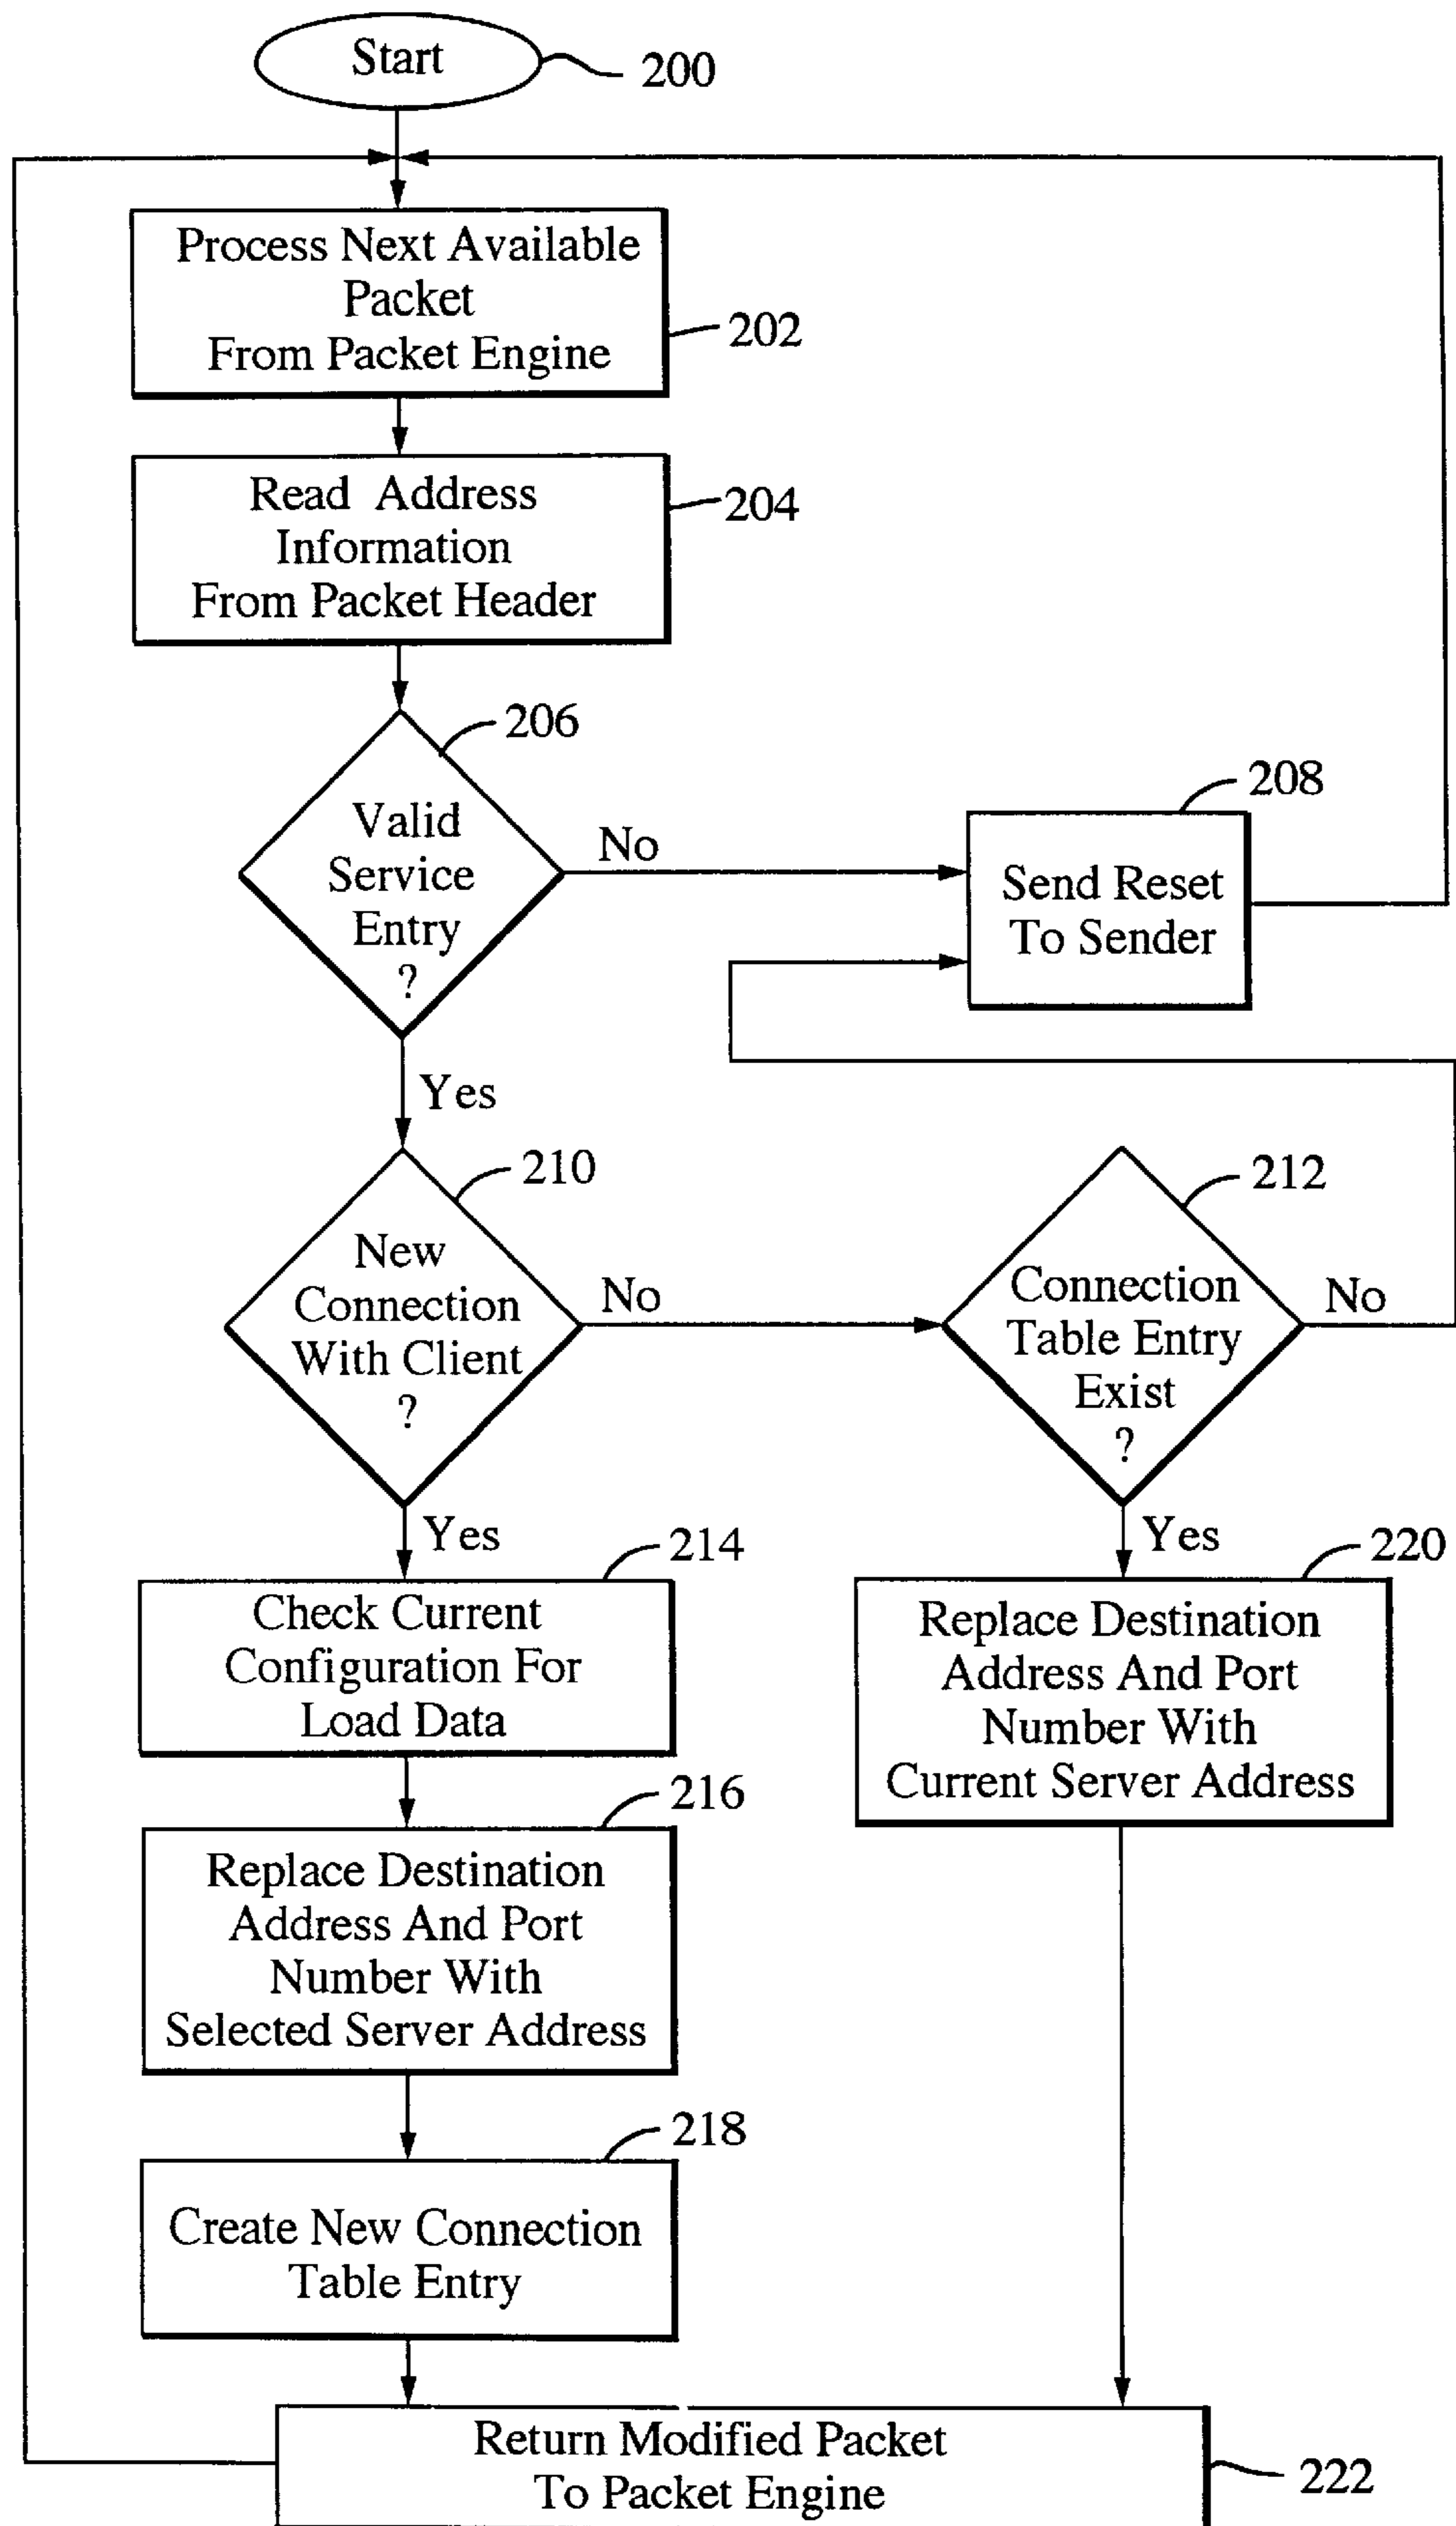 Start
200
Process Next Available
Packet
From Packet Engine
202
Read Address
Information
From Packet Header
204
206
Valid
Service
Entry
?
No
208
Send Reset
To Sender
Yes
210
New
Connection
With Client
?
No
212
Connection
Table Entry
Exist
?
No
Yes
214
Check Current
Configuration For
Load Data
Yes
220
Replace Destination
Address And Port
Number With
Current Server Address
216
Replace Destination
Address And Port
Number With
Selected Server Address
218
Create New Connection
Table Entry
Return Modified Packet
To Packet Engine
222